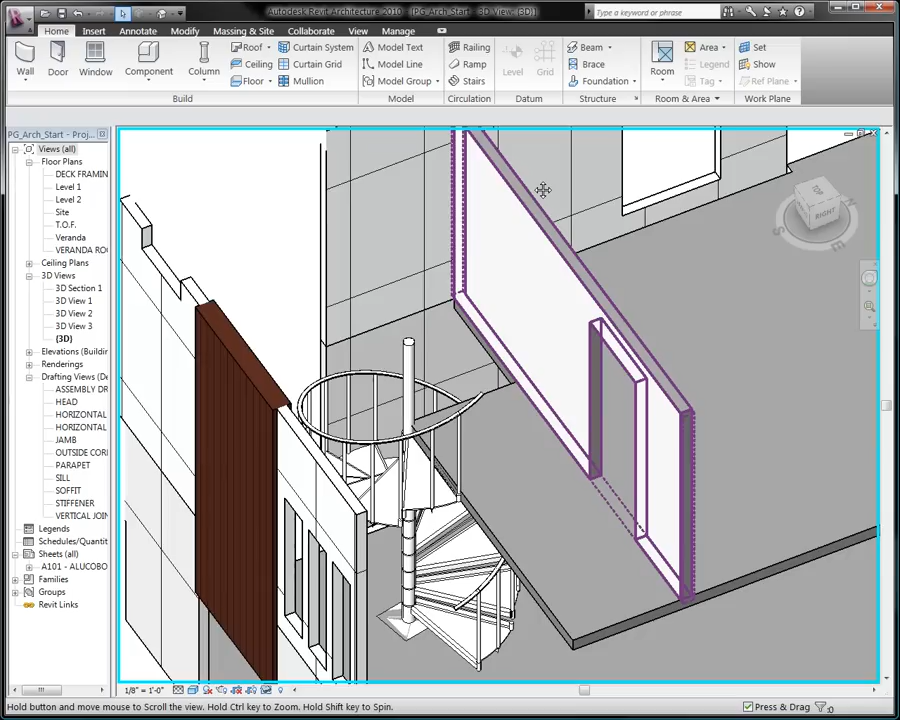 Autodesk Revit Architecture 2010 - [PG_Arch_Start - 3D View: {3D}]
Type a keyword or phrase
Home Insert Annotate Modify Massing & Site Collaborate View Manage
Wall Door Window Component Column
Roof Ceiling Floor
Curtain System Curtain Grid Mullion
Model Text Model Line Model Group
Railing Ramp Stairs
Level Grid
Beam Brace Foundation
Room
Area Legend Tag
Set Show Ref Plane
Build Model Circulation Datum Structure Room & Area Work Plane
PG_Arch_Start - Proj...
Views (all)
Floor Plans
DECK FRAMIN
Level 1
Level 2
Site
T.O.F.
Veranda
VERANDA RO
Ceiling Plans
3D Views
3D Section 1
3D View 1
3D View 2
3D View 3
{3D}
Elevations (Buildin
Renderings
Drafting Views (De
ASSEMBLY DR
HEAD
HORIZONTAL
HORIZONTAL
JAMB
OUTSIDE COR
PARAPET
SILL
SOFFIT
STIFFENER
VERTICAL JOIN
Legends
Schedules/Quantit
Sheets (all)
A101 - ALUCOBO
Families
Groups
Revit Links
TOP
RIGHT
S
E
1/8" = 1'-0"
Hold button and move mouse to Scroll the view. Hold Ctrl key to Zoom. Hold Shift key to Spin.
Press & Drag
:0